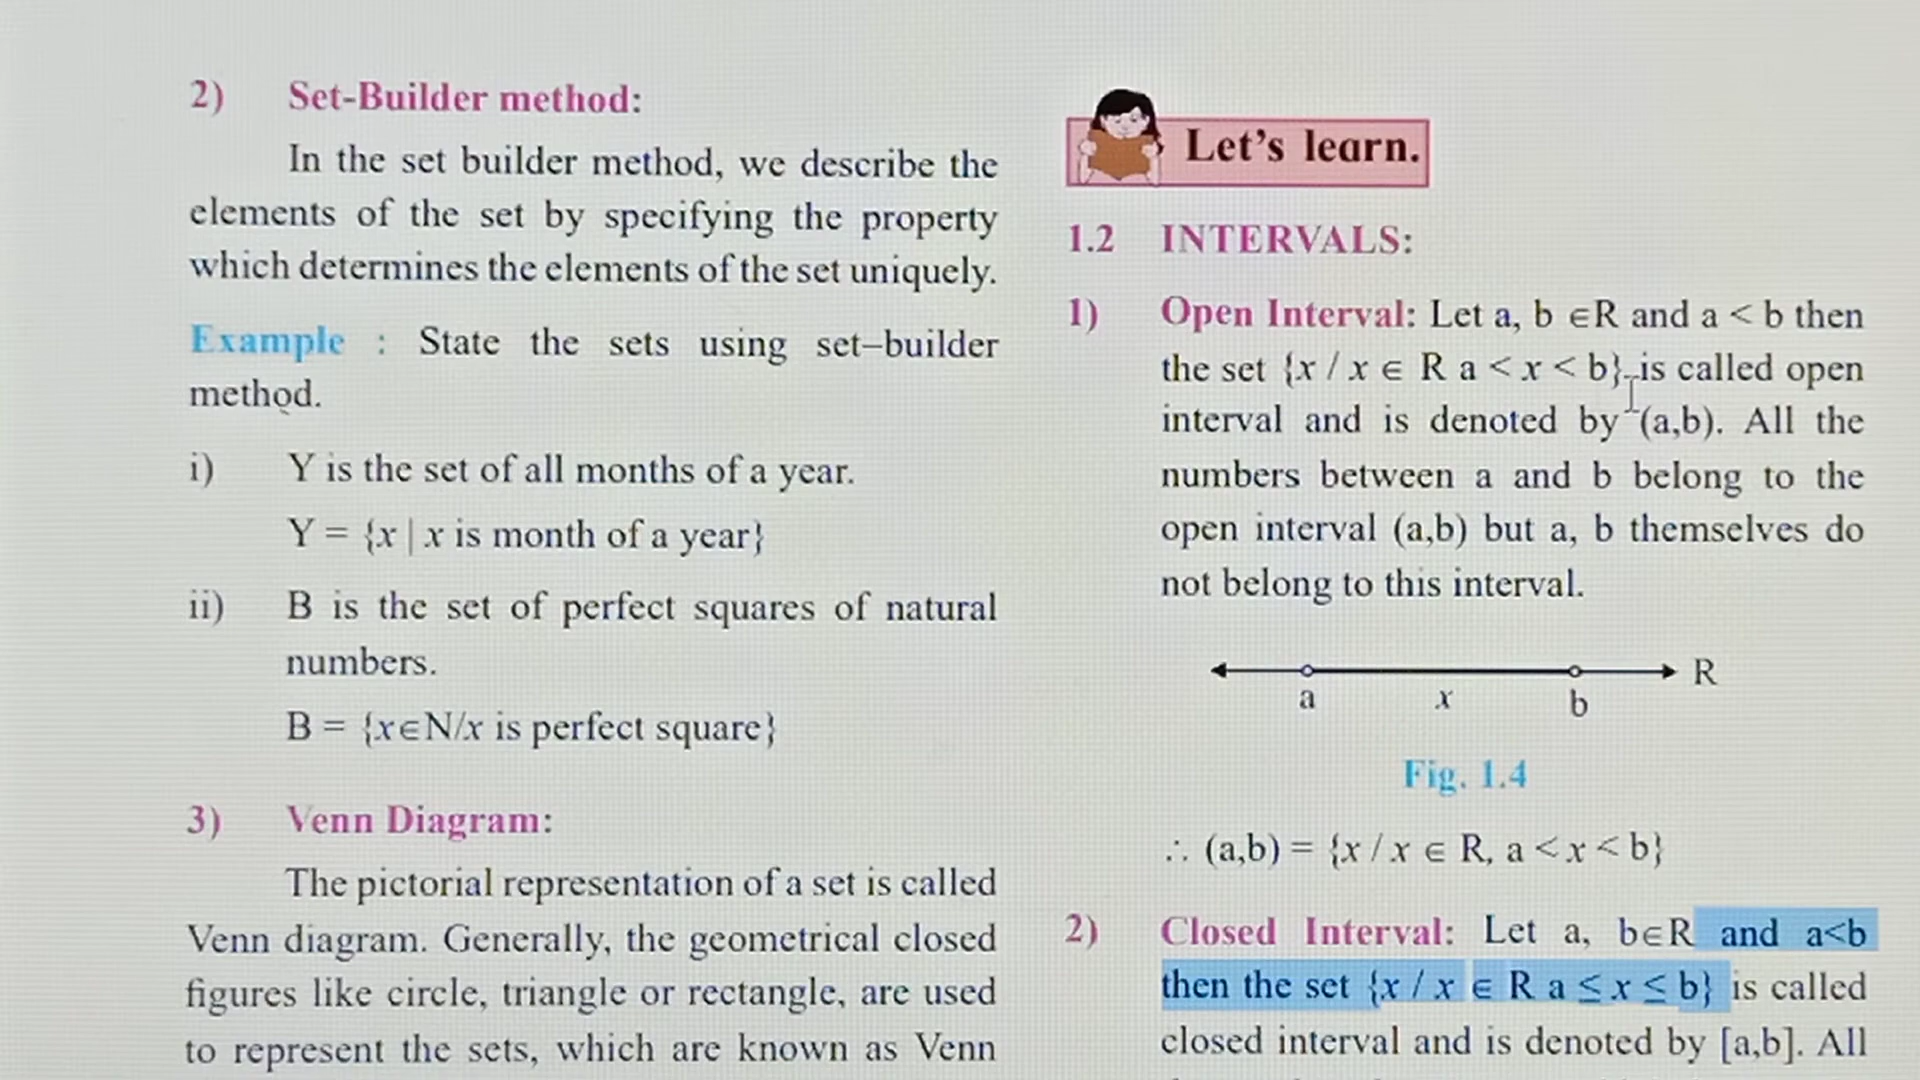 2) Set-Builder method:
In the set builder method, we describe the
elements of the set by specifying the property
which determines the elements of the set uniquely.
Example : State the sets using set–builder
method.
i) Y is the set of all months of a year.
Y = {x | x is month of a year}
ii) B is the set of perfect squares of natural
numbers.
B = {x∈N/x is perfect square}
3) Venn Diagram:
The pictorial representation of a set is called
Venn diagram. Generally, the geometrical closed
figures like circle, triangle or rectangle, are used
to represent the sets, which are known as Venn
Let's learn.
1.2 INTERVALS:
1) Open Interval: Let a, b ∈R and a < b then
the set {x / x ∈ R a < x < b} is called open
interval and is denoted by (a,b). All the
numbers between a and b belong to the
open interval (a,b) but a, b themselves do
not belong to this interval.
R
a x b
Fig. 1.4
∴ (a,b) = {x / x ∈ R, a < x < b}
2) Closed Interval: Let a, b∈R and a<b
then the set {x / x ∈ R a ≤ x ≤ b} is called
closed interval and is denoted by [a,b]. All